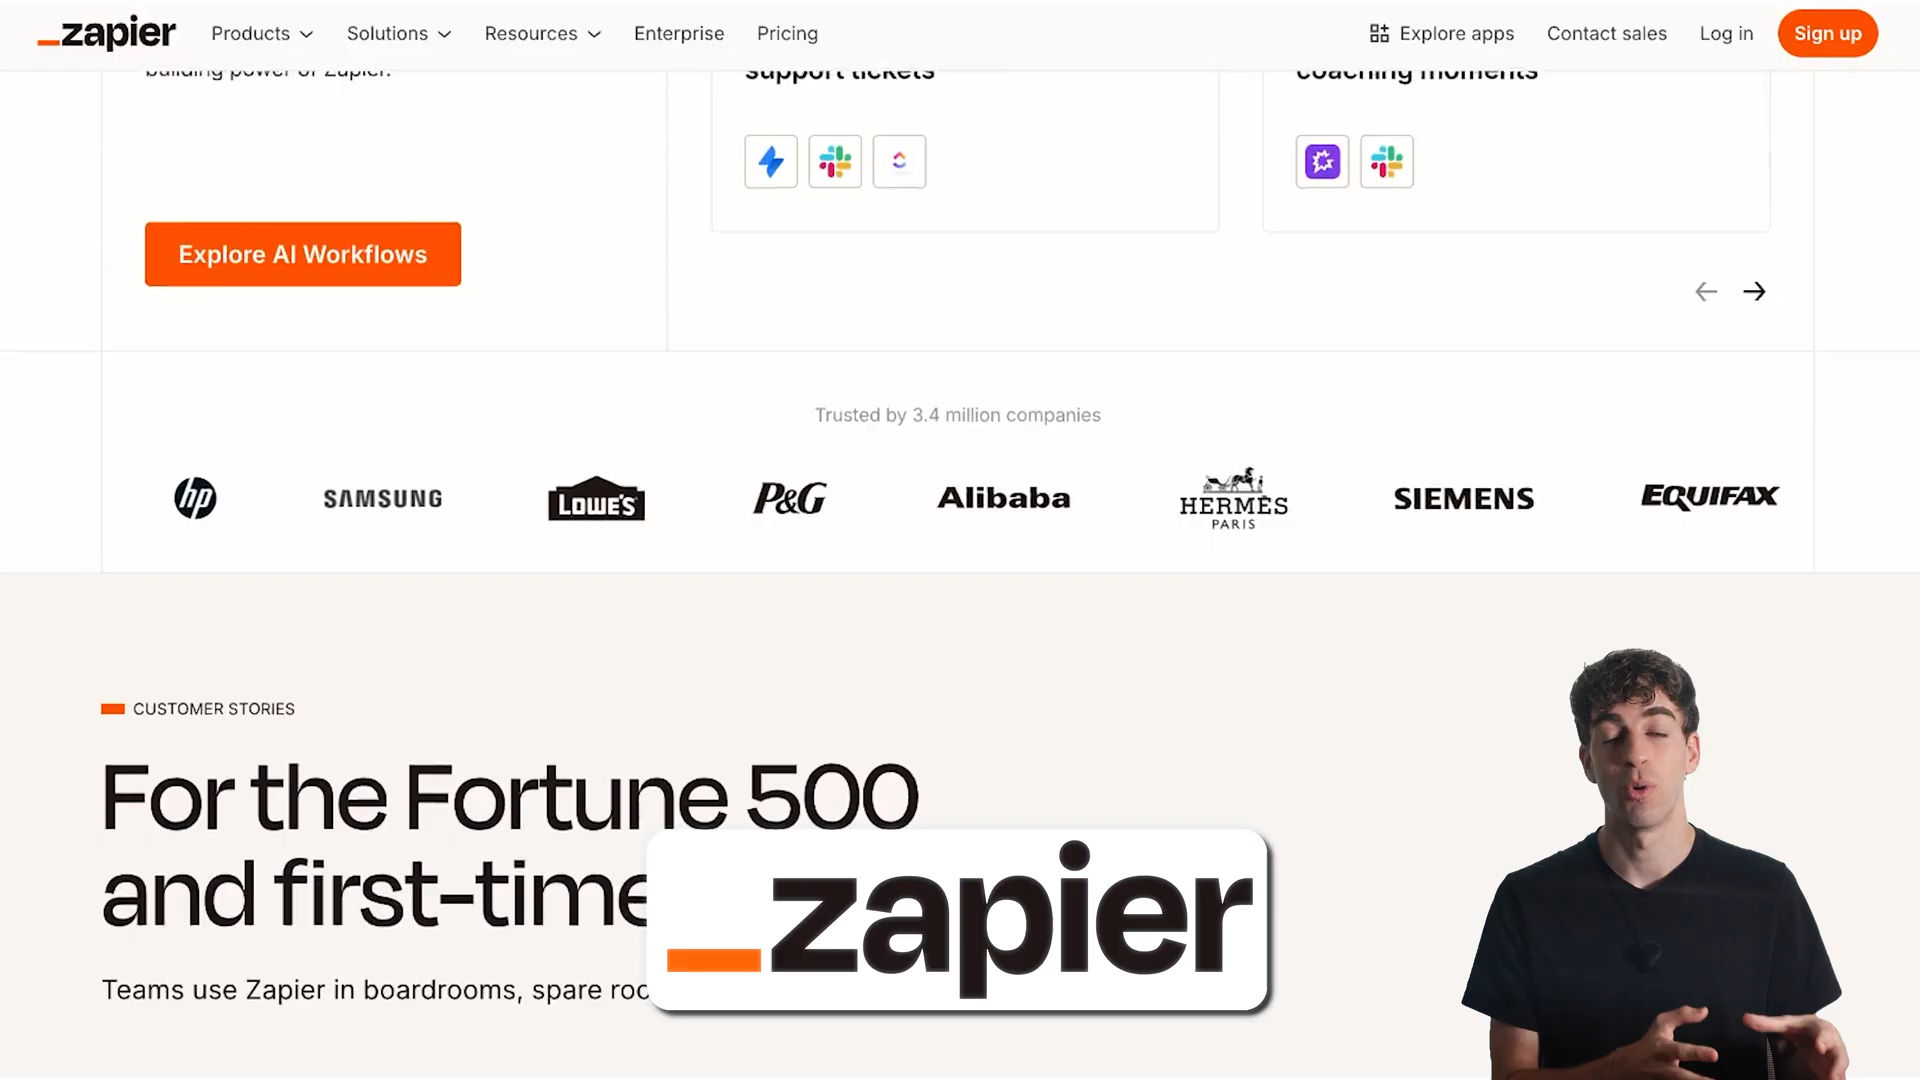 zapier
Products
Solutions
Resources
Enterprise
Pricing
Explore apps
Contact sales
Log in
Sign up
building power of Zapier.
support tickets
coaching moments
Explore AI Workflows
Trusted by 3.4 million companies
hp
SAMSUNG
LOWE'S
P&G
Alibaba
HERMÈS
PARIS
SIEMENS
EQUIFAX
CUSTOMER STORIES
For the Fortune 500
and first-time
Teams use Zapier in boardrooms, spare roo
zapier